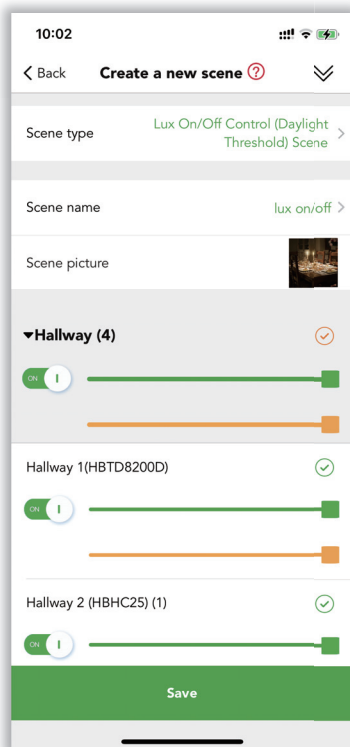 10:02
Back Create a new scene ?
Scene type
Lux On/Off Control (Daylight
Threshold) Scene
Scene name lux on/off
Scene picture
Hallway (4)
ON
Hallway 1(HBTD8200D)
ON
Hallway 2 (HBHC25) (1)
ON
Save